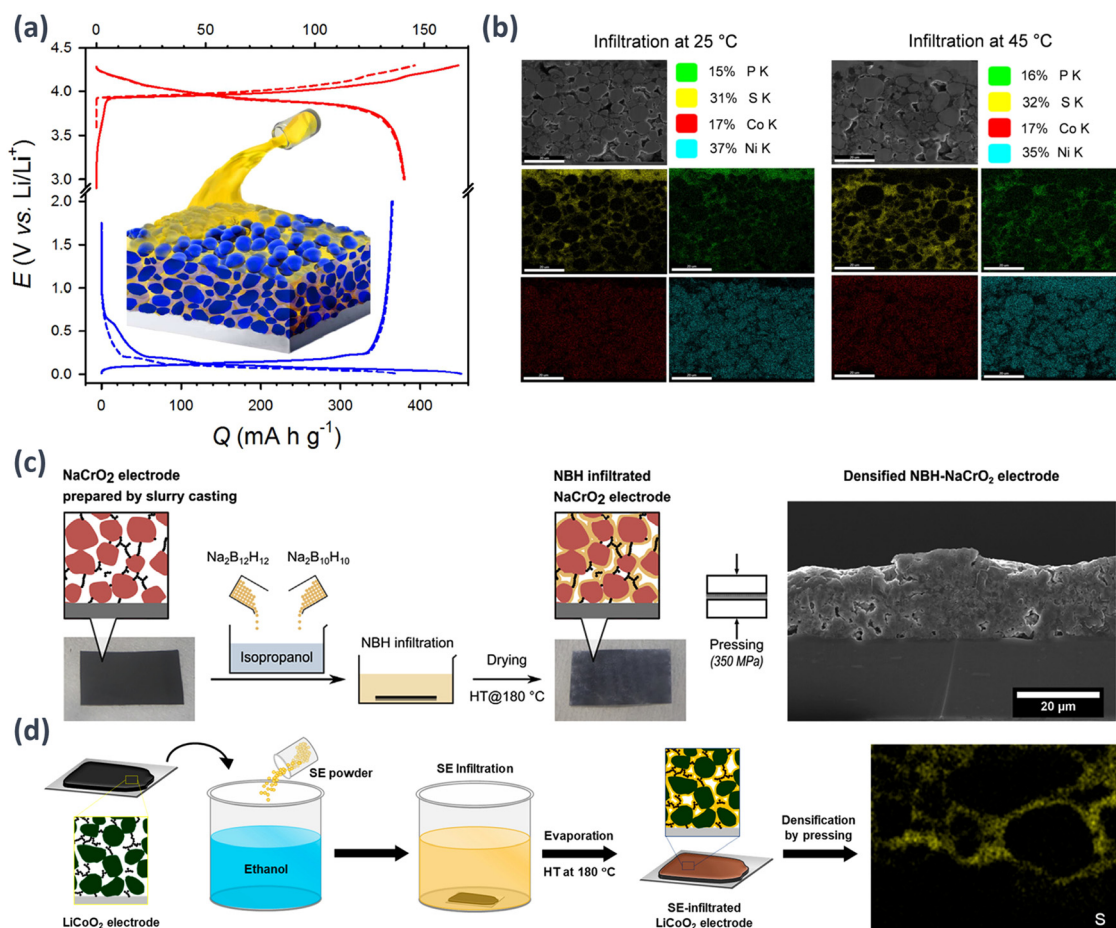 (a)
0 50 100 150
4.5
4.0
3.5
3.0
2.0
1.5
1.0
0.5
0.0
E (V vs. Li/Li⁺)
0 100 200 300 400
Q (mA h g⁻¹)
(b)
Infiltration at 25 °C
15% P K
31% S K
17% Co K
37% Ni K
Infiltration at 45 °C
16% P K
32% S K
17% Co K
35% Ni K
(c)
NaCrO₂ electrode
prepared by slurry casting
Na₂B₁₂H₁₂ Na₂B₁₀H₁₀
Isopropanol
NBH infiltration
Drying
HT@180 °C
NBH infiltrated
NaCrO₂ electrode
Pressing
(350 MPa)
Densified NBH-NaCrO₂ electrode
20 µm
(d)
LiCoO₂ electrode
SE powder
Ethanol
SE Infiltration
Evaporation
HT at 180 °C
SE-infiltrated
LiCoO₂ electrode
Densification
by pressing
S